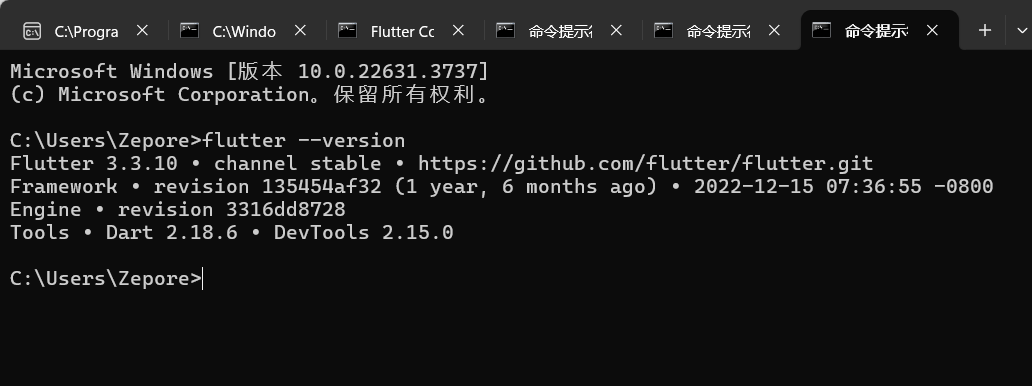 C:\Progra
C:\Windo
Flutter Co
命令提示符
命令提示符
命令提示符
Microsoft Windows [版本 10.0.22631.3737]
(c) Microsoft Corporation。保留所有权利。
C:\Users\Zepore>flutter --version
Flutter 3.3.10 • channel stable • https://github.com/flutter/flutter.git
Framework • revision 135454af32 (1 year, 6 months ago) • 2022-12-15 07:36:55 -0800
Engine • revision 3316dd8728
Tools • Dart 2.18.6 • DevTools 2.15.0
C:\Users\Zepore>